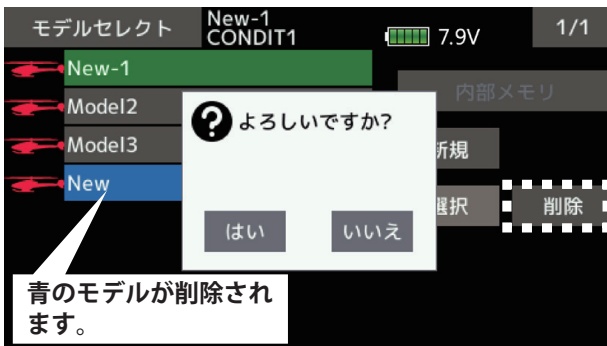 モデルセレクト
New-1
CONDIT1
7.9V
1/1
New-1
内部メモリ
Model2
よろしいですか?
Model3
新規
New
選択
削除
はい
いいえ
青のモデルが削除され
ます。